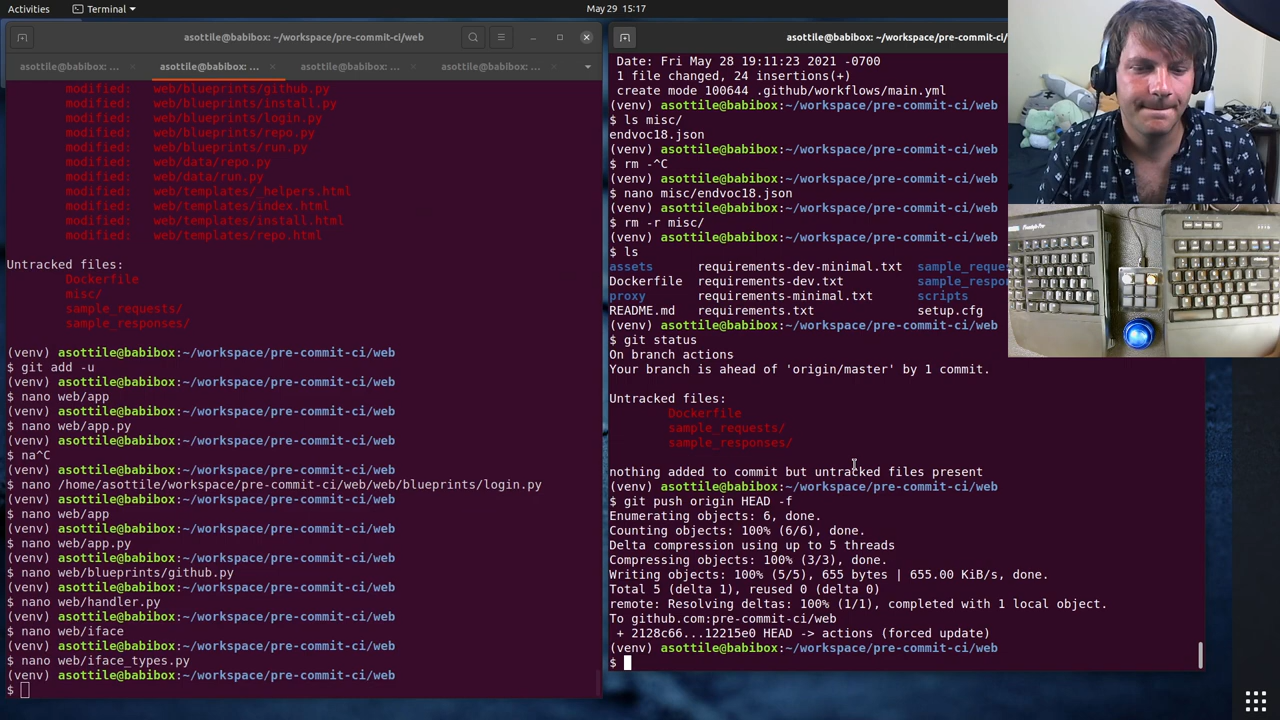 Activities
Terminal
May 29 15:17
asottile@babibox: ~/workspace/pre-commit-ci/web
asottile@babibox: ...
asottile@babibox: ...
asottile@babibox: ...
asottile@babibox: ...
modified: web/blueprints/github.py
modified: web/blueprints/install.py
modified: web/blueprints/login.py
modified: web/blueprints/repo.py
modified: web/blueprints/run.py
modified: web/data/repo.py
modified: web/data/run.py
modified: web/templates/_helpers.html
modified: web/templates/index.html
modified: web/templates/install.html
modified: web/templates/repo.html
Untracked files:
Dockerfile
misc/
sample_requests/
sample_responses/
(venv) asottile@babibox:~/workspace/pre-commit-ci/web
$ git add -u
(venv) asottile@babibox:~/workspace/pre-commit-ci/web
$ nano web/app
(venv) asottile@babibox:~/workspace/pre-commit-ci/web
$ nano web/app.py
(venv) asottile@babibox:~/workspace/pre-commit-ci/web
$ na^C
(venv) asottile@babibox:~/workspace/pre-commit-ci/web
$ nano /home/asottile/workspace/pre-commit-ci/web/web/blueprints/login.py
(venv) asottile@babibox:~/workspace/pre-commit-ci/web
$ nano web/app
(venv) asottile@babibox:~/workspace/pre-commit-ci/web
$ nano web/app.py
(venv) asottile@babibox:~/workspace/pre-commit-ci/web
$ nano web/blueprints/github.py
(venv) asottile@babibox:~/workspace/pre-commit-ci/web
$ nano web/handler.py
(venv) asottile@babibox:~/workspace/pre-commit-ci/web
$ nano web/iface
(venv) asottile@babibox:~/workspace/pre-commit-ci/web
$ nano web/iface_types.py
(venv) asottile@babibox:~/workspace/pre-commit-ci/web
$
asottile@babibox: ~/workspace/pre-commit-ci/
Date: Fri May 28 19:11:23 2021 -0700
1 file changed, 24 insertions(+)
create mode 100644 .github/workflows/main.yml
(venv) asottile@babibox:~/workspace/pre-commit-ci/web
$ ls misc/
endvoc18.json
(venv) asottile@babibox:~/workspace/pre-commit-ci/web
$ rm -^C
(venv) asottile@babibox:~/workspace/pre-commit-ci/web
$ nano misc/endvoc18.json
(venv) asottile@babibox:~/workspace/pre-commit-ci/web
$ rm -r misc/
(venv) asottile@babibox:~/workspace/pre-commit-ci/web
$ ls
assets requirements-dev-minimal.txt sample_reques
Dockerfile requirements-dev.txt sample_respon
proxy requirements-minimal.txt scripts
README.md requirements.txt setup.cfg
(venv) asottile@babibox:~/workspace/pre-commit-ci/web
$ git status
On branch actions
Your branch is ahead of 'origin/master' by 1 commit.
Untracked files:
Dockerfile
sample_requests/
sample_responses/
nothing added to commit but untracked files present
(venv) asottile@babibox:~/workspace/pre-commit-ci/web
$ git push origin HEAD -f
Enumerating objects: 6, done.
Counting objects: 100% (6/6), done.
Delta compression using up to 5 threads
Compressing objects: 100% (3/3), done.
Writing objects: 100% (5/5), 655 bytes | 655.00 KiB/s, done.
Total 5 (delta 1), reused 0 (delta 0)
remote: Resolving deltas: 100% (1/1), completed with 1 local object.
To github.com:pre-commit-ci/web
+ 2128c66...12215e0 HEAD -> actions (forced update)
(venv) asottile@babibox:~/workspace/pre-commit-ci/web
$